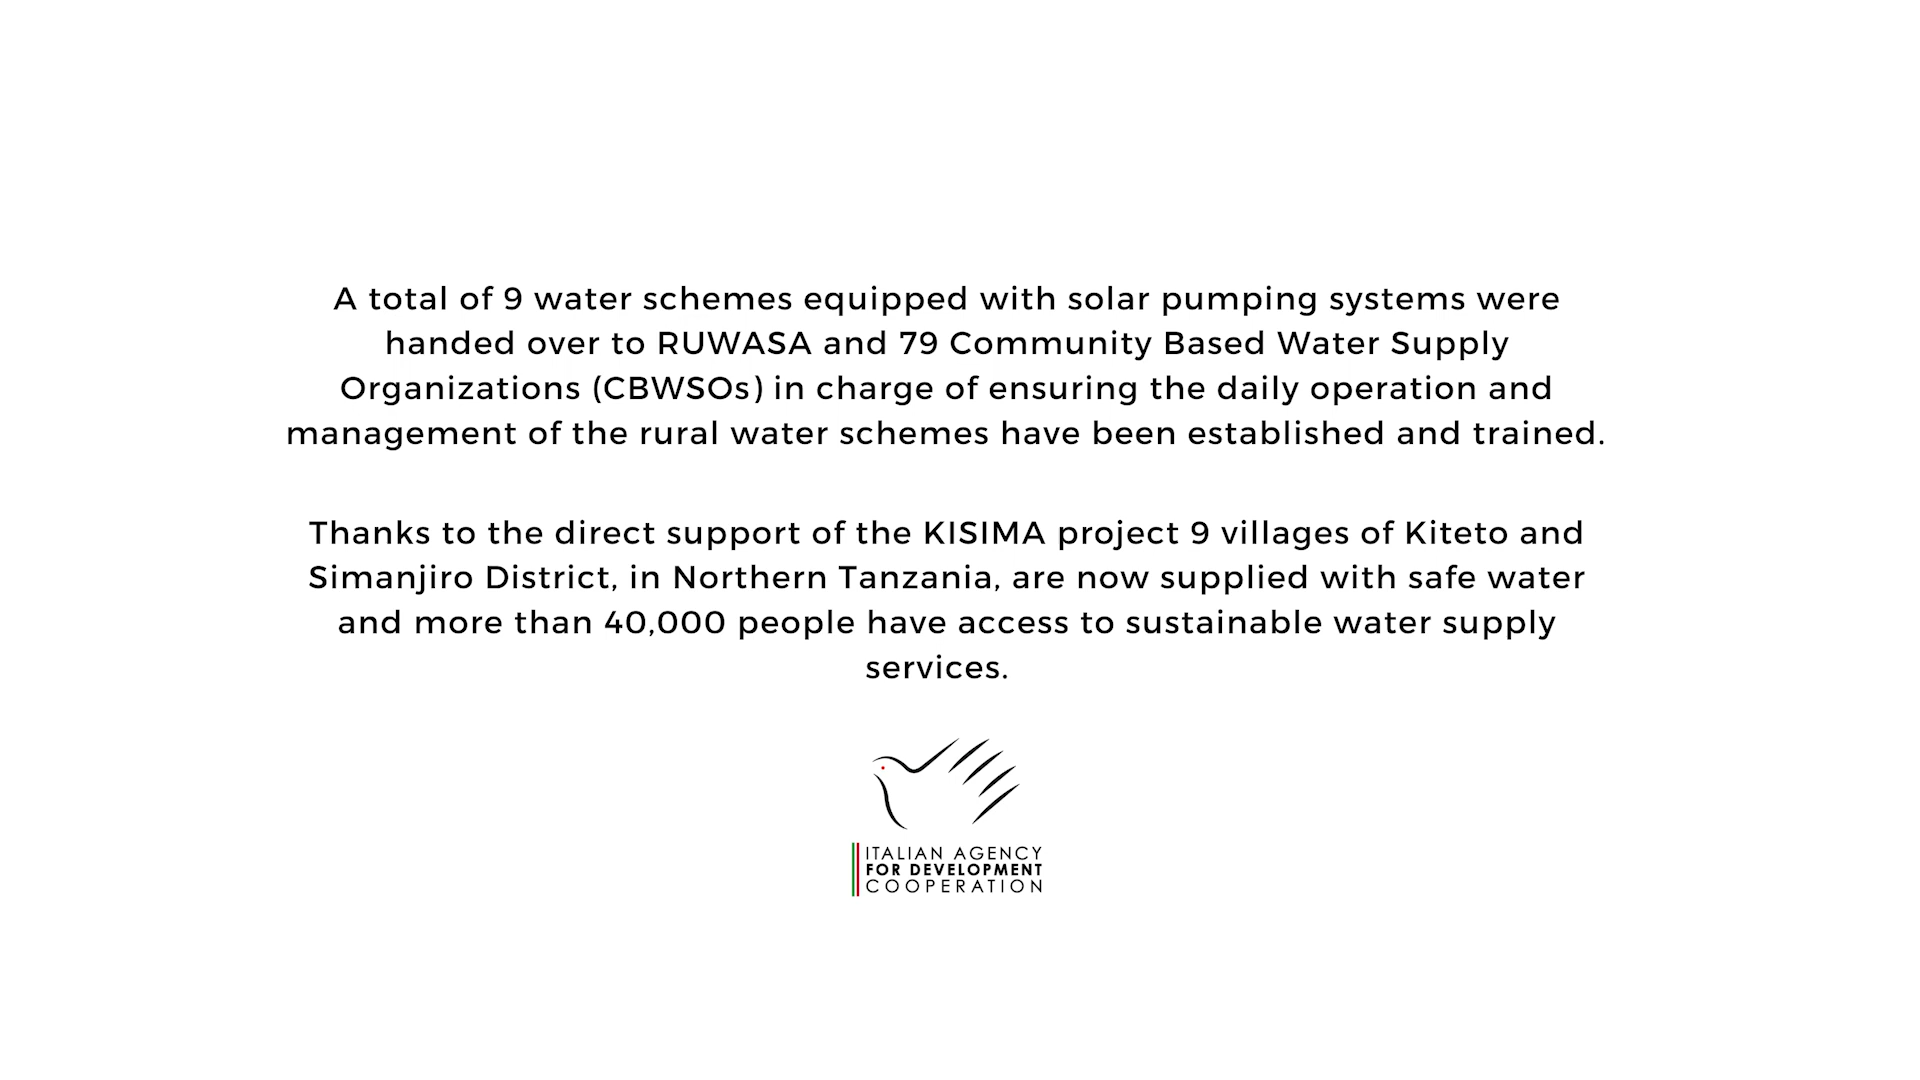 A total of 9 water schemes equipped with solar pumping systems were
handed over to RUWASA and 79 Community Based Water Supply
Organizations (CBWSOs) in charge of ensuring the daily operation and
management of the rural water schemes have been established and trained.
Thanks to the direct support of the KISIMA project 9 villages of Kiteto and
Simanjiro District, in Northern Tanzania, are now supplied with safe water
and more than 40,000 people have access to sustainable water supply
services.
ITALIAN AGENCY
FOR DEVELOPMENT
COOPERATION